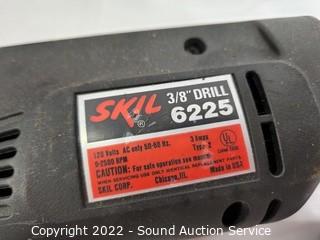 SKIL
®
3/8" DRILL
6225
120 Volts AC only 50-60 Hz.
0-2500 RPM
3 Amps
Type 2
UL
CAUTION: For safe operation see manual.
WHEN SERVICING USE ONLY IDENTICAL REPLACEMENT PARTS.
SKIL CORP. Chicago, Ill. Made in USA
Copyright 2022 - Sound Auction Service